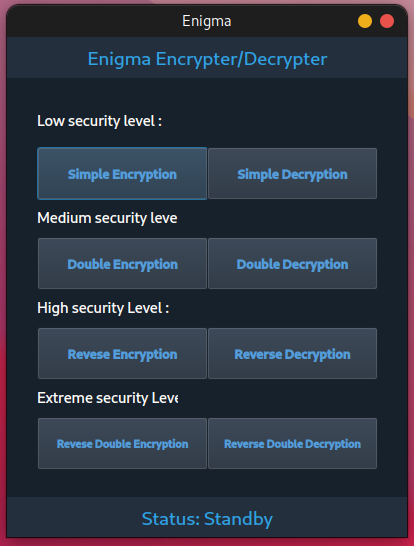 Enigma
Enigma Encrypter/Decrypter
Low security level :
Simple Encryption Simple Decryption
Medium security leve
Double Encryption Double Decryption
High security Level :
Revese Encryption Reverse Decryption
Extreme security Leve
Revese Double Encryption Reverse Double Decryption
Status: Standby